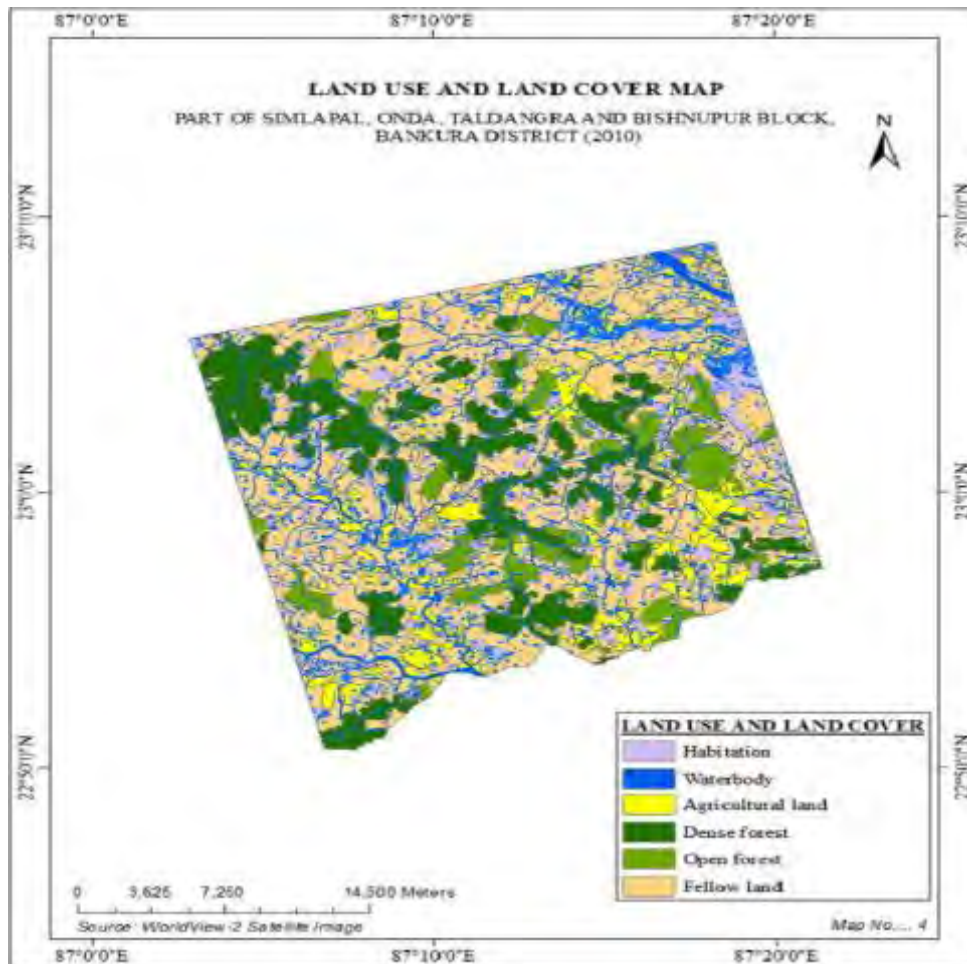 87°0'0"E 87°10'0"E 87°20'0"E
LAND USE AND LAND COVER MAP
PART OF SIMLAPAL, ONDA, TALDANGRA AND BISHNUPUR BLOCK,
BANKURA DISTRICT (2010)
N
23°10'0"N 23°10'0"N
23°0'0"N 23°0'0"N
22°50'0"N 22°50'0"N
LAND USE AND LAND COVER
Habitation
Waterbody
Agricultural land
Dense forest
Open forest
Fellow land
0 3,625 7,250 14,500 Meters
Source: WorldView-2 Satellite Image
Map No.... 4
87°0'0"E 87°10'0"E 87°20'0"E